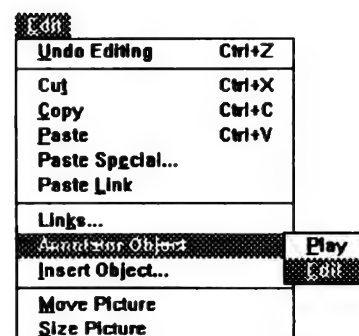 Edit
Undo Editing Ctrl+Z
Cut Ctrl+X
Copy Ctrl+C
Paste Ctrl+V
Paste Special...
Paste Link
Links...
Object Play
Insert Object... Edit
Move Picture
Size Picture